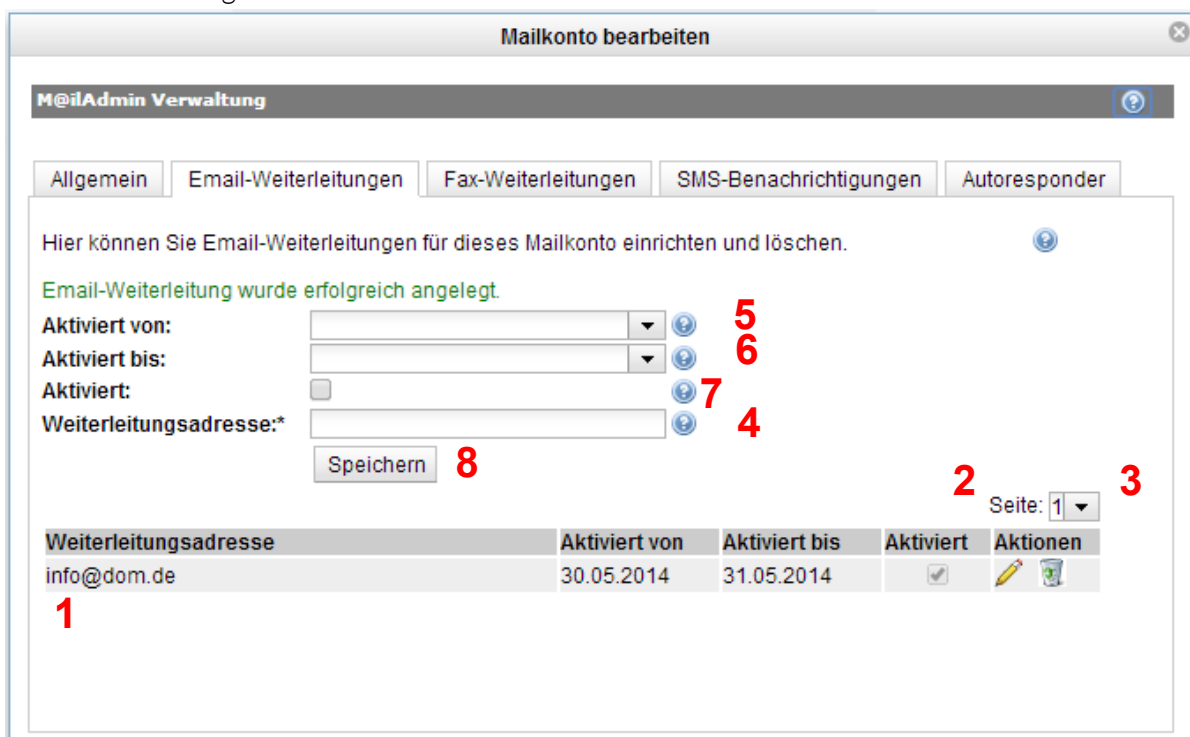 Mailkonto bearbeiten
M@ilAdmin Verwaltung
Allgemein Email-Weiterleitungen Fax-Weiterleitungen SMS-Benachrichtigungen Autoresponder
Hier können Sie Email-Weiterleitungen für dieses Mailkonto einrichten und löschen.
Email-Weiterleitung wurde erfolgreich angelegt.
Aktiviert von: 5
Aktiviert bis: 6
Aktiviert: 7
Weiterleitungsadresse:* 4
Speichern 8
2 3
Seite: 1
Weiterleitungsadresse Aktiviert von Aktiviert bis Aktiviert Aktionen
info@dom.de 30.05.2014 31.05.2014
1